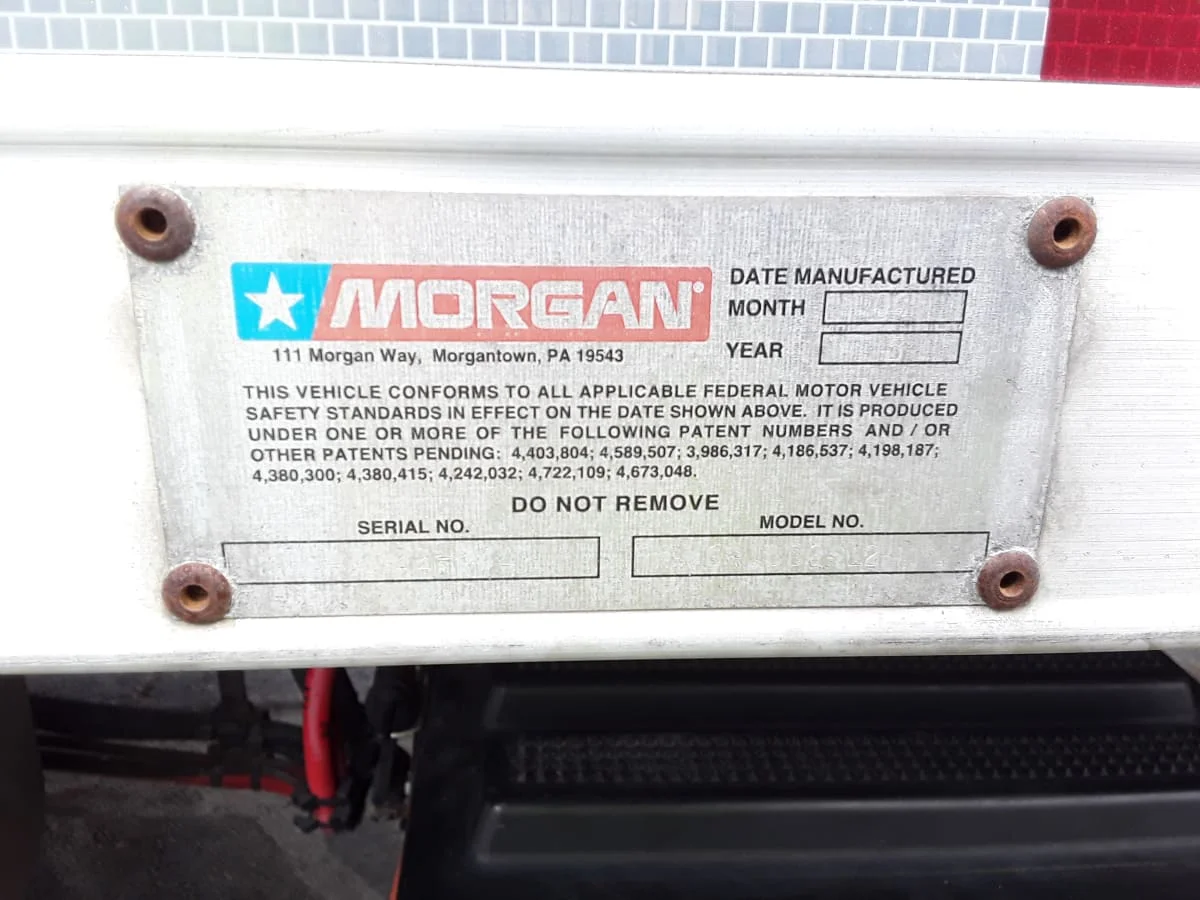 MORGAN®
111 Morgan Way, Morgantown, PA 19543
DATE MANUFACTURED
MONTH
YEAR
THIS VEHICLE CONFORMS TO ALL APPLICABLE FEDERAL MOTOR VEHICLE
SAFETY STANDARDS IN EFFECT ON THE DATE SHOWN ABOVE. IT IS PRODUCED
UNDER ONE OR MORE OF THE FOLLOWING PATENT NUMBERS AND / OR
OTHER PATENTS PENDING: 4,403,804; 4,589,507; 3,986,317; 4,186,537; 4,198,187;
4,380,300; 4,380,415; 4,242,032; 4,722,109; 4,673,048.
DO NOT REMOVE
SERIAL NO.
MODEL NO.